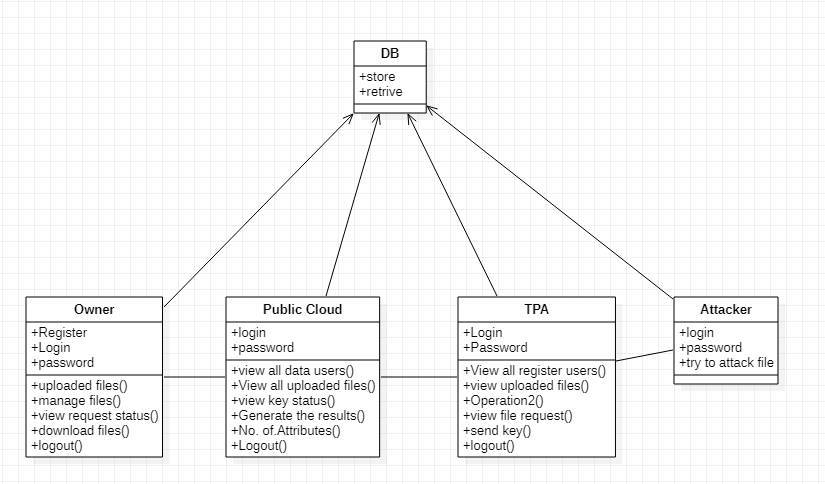 DB
+store
+retrive
Owner
+Register
+Login
+password
+uploaded files()
+manage files()
+view request status()
+download files()
+logout()
Public Cloud
+login
+password
+view all data users()
+View all uploaded files()
+view key status()
+Generate the results()
+No. of.Attributes()
+Logout()
TPA
+Login
+Password
+View all register users()
+view uploaded files()
+Operation2()
+view file request()
+send key()
+logout()
Attacker
+login
+password
+try to attack file